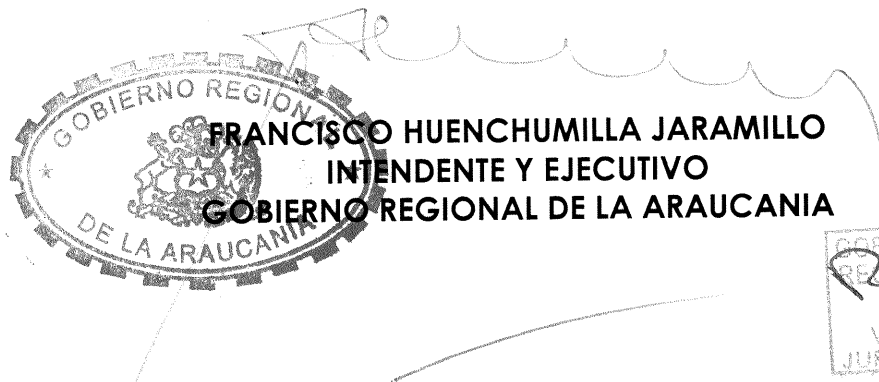 GOBIERNO REGIONAL
DE LA ARAUCANIA
FRANCISCO HUENCHUMILLA JARAMILLO
INTENDENTE Y EJECUTIVO
GOBIERNO REGIONAL DE LA ARAUCANIA